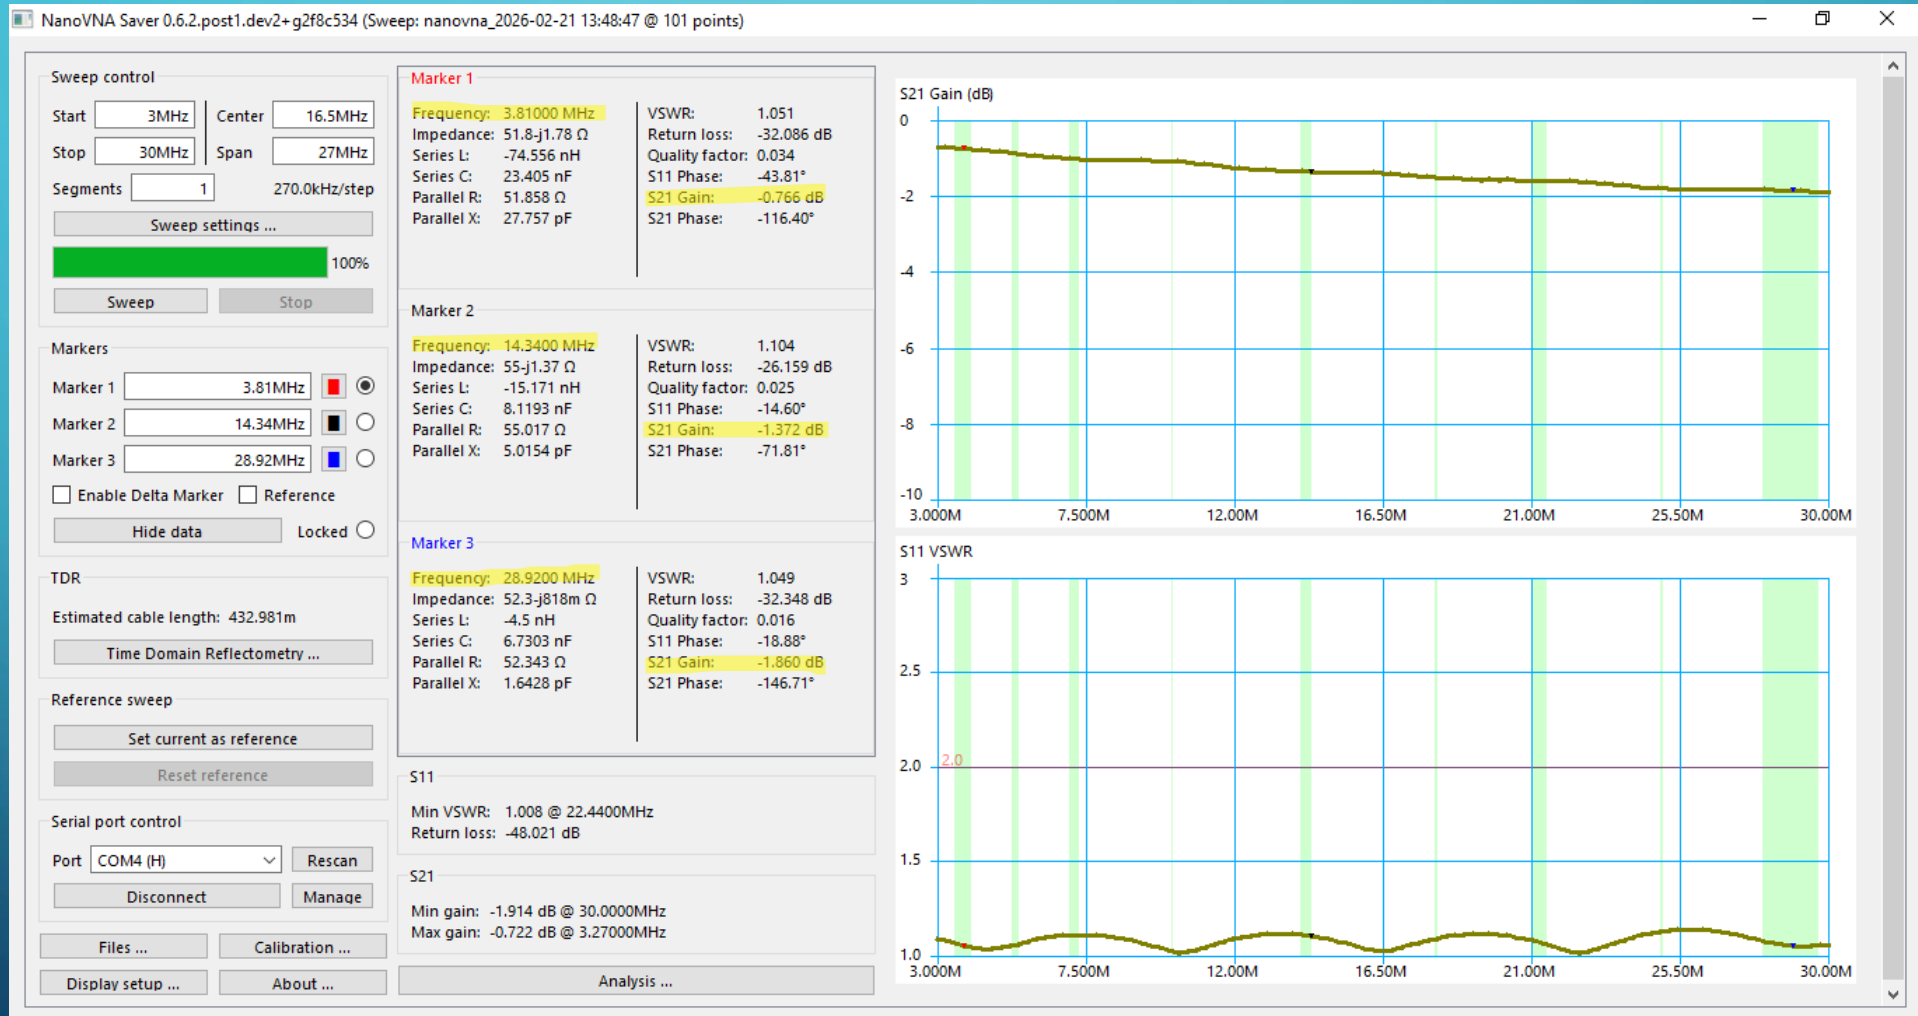 NanoVNA Saver 0.6.2.post1.dev2+g2f8c534 (Sweep: nanovna_2026-02-21 13:48:47 @ 101 points)
Sweep control
Start 3MHz Center 16.5MHz
Stop 30MHz Span 27MHz
Segments 1 270.0kHz/step
Sweep settings ...
100%
Sweep Stop
Markers
Marker 1 3.81MHz
Marker 2 14.34MHz
Marker 3 28.92MHz
Enable Delta Marker Reference
Hide data Locked
TDR
Estimated cable length: 432.981m
Time Domain Reflectometry ...
Reference sweep
Set current as reference
Reset reference
Serial port control
Port COM4 (H) Rescan
Disconnect Manage
Files ... Calibration ...
Display setup ... About ...
Marker 1
Frequency: 3.81000 MHz VSWR: 1.051
Impedance: 51.8-j1.78 Ω Return loss: -32.086 dB
Series L: -74.556 nH Quality factor: 0.034
Series C: 23.405 nF S11 Phase: -43.81°
Parallel R: 51.858 Ω S21 Gain: -0.766 dB
Parallel X: 27.757 pF S21 Phase: -116.40°
Marker 2
Frequency: 14.3400 MHz VSWR: 1.104
Impedance: 55-j1.37 Ω Return loss: -26.159 dB
Series L: -15.171 nH Quality factor: 0.025
Series C: 8.1193 nF S11 Phase: -14.60°
Parallel R: 55.017 Ω S21 Gain: -1.372 dB
Parallel X: 5.0154 pF S21 Phase: -71.81°
Marker 3
Frequency: 28.9200 MHz VSWR: 1.049
Impedance: 52.3-j818m Ω Return loss: -32.348 dB
Series L: -4.5 nH Quality factor: 0.016
Series C: 6.7303 nF S11 Phase: -18.88°
Parallel R: 52.343 Ω S21 Gain: -1.860 dB
Parallel X: 1.6428 pF S21 Phase: -146.71°
S11
Min VSWR: 1.008 @ 22.4400MHz
Return loss: -48.021 dB
S21
Min gain: -1.914 dB @ 30.0000MHz
Max gain: -0.722 dB @ 3.27000MHz
Analysis ...
S21 Gain (dB)
0
-2
-4
-6
-8
-10
3.000M 7.500M 12.00M 16.50M 21.00M 25.50M 30.00M
S11 VSWR
3
2.5
2.0 2.0
1.5
1.0
3.000M 7.500M 12.00M 16.50M 21.00M 25.50M 30.00M